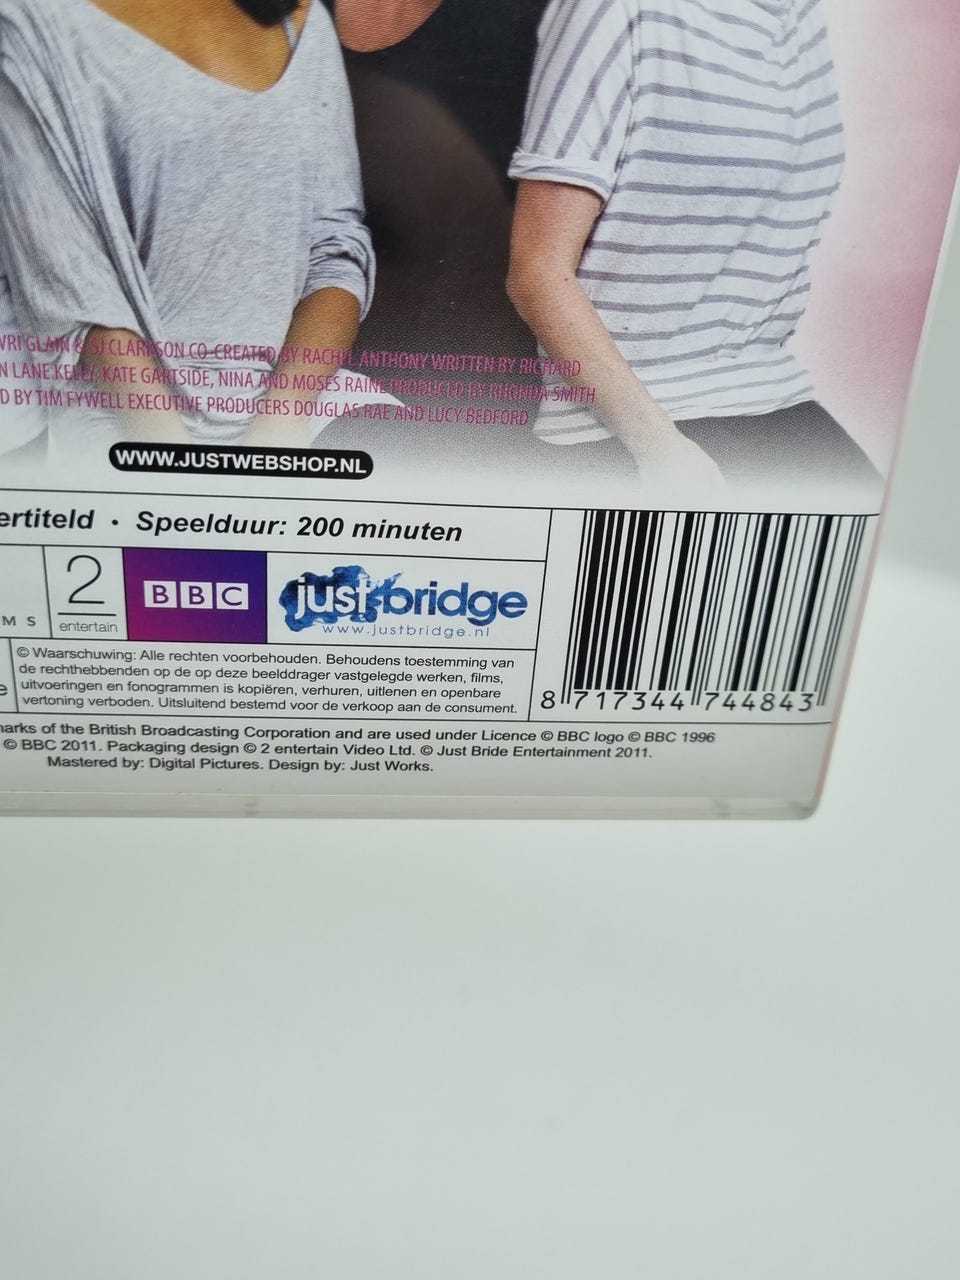 VRI GLAIN & SJ CLARKSON CO-CREATED BY RACHEL ANTHONY WRITTEN BY RICHARD
N LANE KELLY, KATE GARTSIDE, NINA AND MOSES RAINE PRODUCED BY RHONDA SMITH
D BY TIM FYWELL EXECUTIVE PRODUCERS DOUGLAS RAE AND LUCY BEDFORD
WWW.JUSTWEBSHOP.NL
ertiteld · Speelduur: 200 minuten
M S
2
entertain
BBC
just bridge
www.justbridge.nl
e
© Waarschuwing: Alle rechten voorbehouden. Behoudens toestemming van
de rechthebbenden op de op deze beelddrager vastgelegde werken, films,
uitvoeringen en fonogrammen is kopiëren, verhuren, uitlenen en openbare
vertoning verboden. Uitsluitend bestemd voor de verkoop aan de consument.
8 717344 744843
marks of the British Broadcasting Corporation and are used under Licence © BBC logo © BBC 1996
© BBC 2011. Packaging design © 2 entertain Video Ltd. © Just Bride Entertainment 2011.
Mastered by: Digital Pictures. Design by: Just Works.